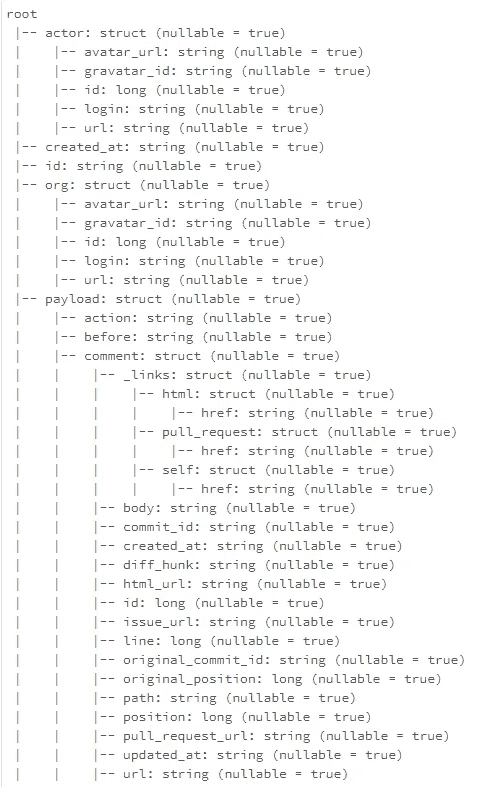 root
 |-- actor: struct (nullable = true)
 |    |-- avatar_url: string (nullable = true)
 |    |-- gravatar_id: string (nullable = true)
 |    |-- id: long (nullable = true)
 |    |-- login: string (nullable = true)
 |    |-- url: string (nullable = true)
 |-- created_at: string (nullable = true)
 |-- id: string (nullable = true)
 |-- org: struct (nullable = true)
 |    |-- avatar_url: string (nullable = true)
 |    |-- gravatar_id: string (nullable = true)
 |    |-- id: long (nullable = true)
 |    |-- login: string (nullable = true)
 |    |-- url: string (nullable = true)
 |-- payload: struct (nullable = true)
 |    |-- action: string (nullable = true)
 |    |-- before: string (nullable = true)
 |    |-- comment: struct (nullable = true)
 |    |    |-- _links: struct (nullable = true)
 |    |    |    |-- html: struct (nullable = true)
 |    |    |    |    |-- href: string (nullable = true)
 |    |    |    |-- pull_request: struct (nullable = true)
 |    |    |    |    |-- href: string (nullable = true)
 |    |    |    |-- self: struct (nullable = true)
 |    |    |    |    |-- href: string (nullable = true)
 |    |    |-- body: string (nullable = true)
 |    |    |-- commit_id: string (nullable = true)
 |    |    |-- created_at: string (nullable = true)
 |    |    |-- diff_hunk: string (nullable = true)
 |    |    |-- html_url: string (nullable = true)
 |    |    |-- id: long (nullable = true)
 |    |    |-- issue_url: string (nullable = true)
 |    |    |-- line: long (nullable = true)
 |    |    |-- original_commit_id: string (nullable = true)
 |    |    |-- original_position: long (nullable = true)
 |    |    |-- path: string (nullable = true)
 |    |    |-- position: long (nullable = true)
 |    |    |-- pull_request_url: string (nullable = true)
 |    |    |-- updated_at: string (nullable = true)
 |    |    |-- url: string (nullable = true)